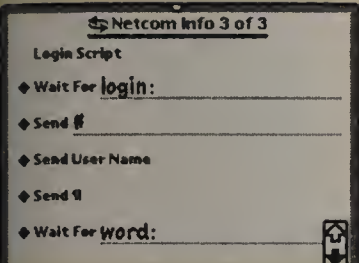 Netcom Info 3 of 3
Login Script
◆ Wait For login:
◆ Send #
◆ Send User Name
◆ Send ¶
◆ Wait For word: